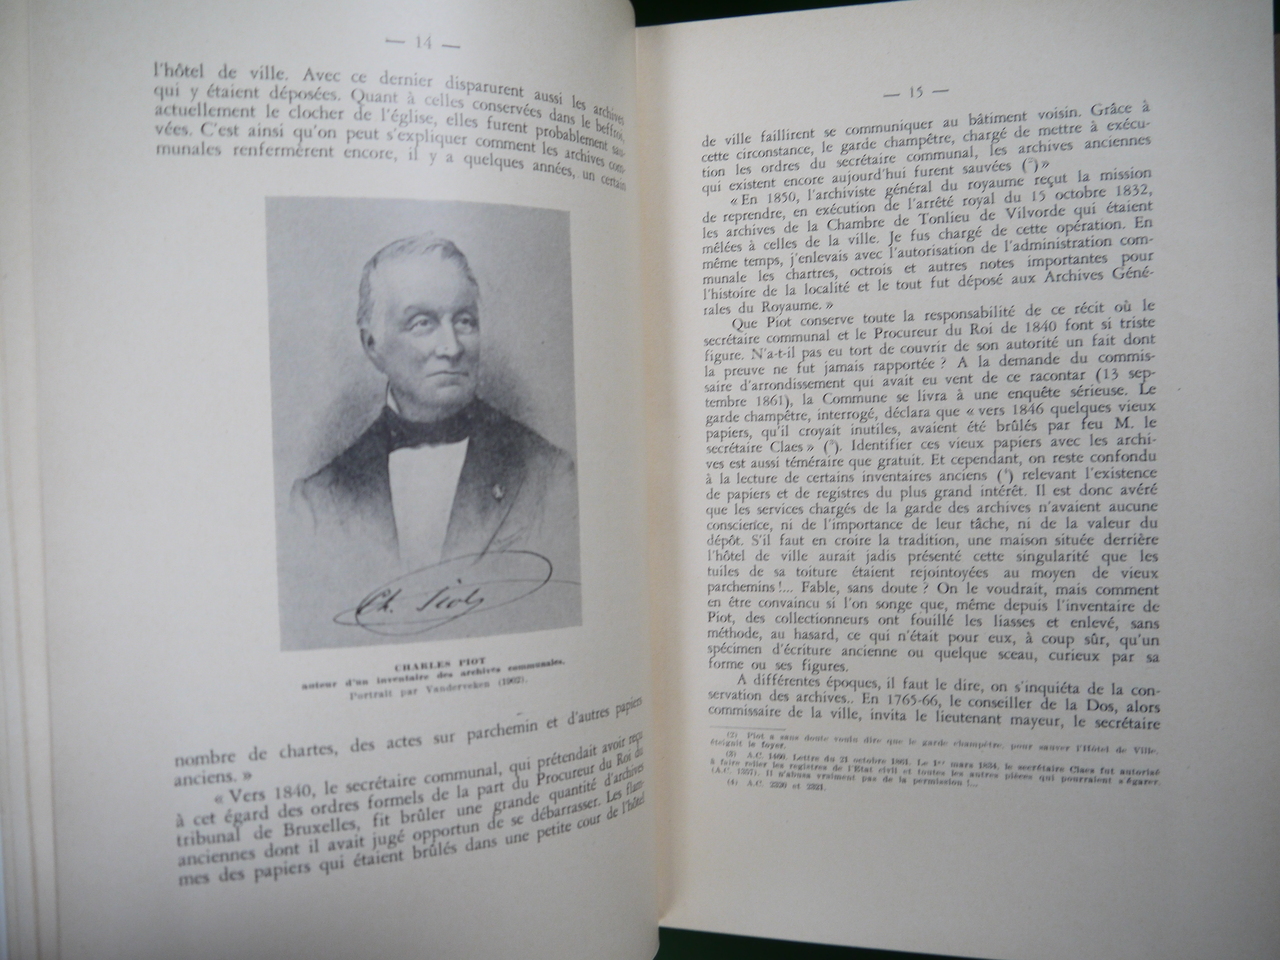 — 14 —
l'hôtel de ville. Avec ce dernier disparurent aussi les archives
qui y étaient déposées. Quant à celles conservées dans le beffroi,
actuellement le clocher de l'église, elles furent probablement sau-
vées. C'est ainsi qu'on peut s'expliquer comment les archives com-
munales renfermèrent encore, il y a quelques années, un certain
Ch. Piot
CHARLES PIOT
auteur d'un inventaire des archives communales.
Portrait par Vanderveken (1902).
nombre de chartes, des actes sur parchemin et d'autres papiers
anciens. »
« Vers 1840, le secrétaire communal, qui prétendait avoir reçu
à cet égard des ordres formels de la part du Procureur du Roi du
tribunal de Bruxelles, fit brûler une grande quantité d'archives
anciennes dont il avait jugé opportun de se débarrasser. Les flam-
mes des papiers qui étaient brûlés dans une petite cour de l'hôtel
— 15 —
de ville faillirent se communiquer au bâtiment voisin. Grâce à
cette circonstance, le garde champêtre, chargé de mettre à exécu-
tion les ordres du secrétaire communal, les archives anciennes
qui existent encore aujourd'hui furent sauvées (²) »
« En 1850, l'archiviste général du royaume reçut la mission
de reprendre, en exécution de l'arrêté royal du 15 octobre 1832,
les archives de la Chambre de Tonlieu de Vilvorde qui étaient
mêlées à celles de la ville. Je fus chargé de cette opération. En
même temps, j'enlevais avec l'autorisation de l'administration com-
munale les chartres, octrois et autres notes importantes pour
l'histoire de la localité et le tout fut déposé aux Archives Géné-
rales du Royaume. »
Que Piot conserve toute la responsabilité de ce récit où le
secrétaire communal et le Procureur du Roi de 1840 font si triste
figure. N'a-t-il pas eu tort de couvrir de son autorité un fait dont
la preuve ne fut jamais rapportée ? A la demande du commis-
saire d'arrondissement qui avait eu vent de ce racontar (13 sep-
tembre 1861), la Commune se livra à une enquête sérieuse. Le
garde champêtre, interrogé, déclara que « vers 1846 quelques vieux
papiers, qu'il croyait inutiles, avaient été brûlés par feu M. le
secrétaire Claes » (³). Identifier ces vieux papiers avec les archi-
ves est aussi téméraire que gratuit. Et cependant, on reste confondu
à la lecture de certains inventaires anciens (⁴) relevant l'existence
de papiers et de registres du plus grand intérêt. Il est donc avéré
que les services chargés de la garde des archives n'avaient aucune
conscience, ni de l'importance de leur tâche, ni de la valeur du
dépôt. S'il faut en croire la tradition, une maison située derrière
l'hôtel de ville aurait jadis présenté cette singularité que les
tuiles de sa toiture étaient rejointoyées au moyen de vieux
parchemins !... Fable, sans doute ? On le voudrait, mais comment
en être convaincu si l'on songe que, même depuis l'inventaire de
Piot, des collectionneurs ont fouillé les liasses et enlevé, sans
méthode, au hasard, ce qui n'était pour eux, à coup sûr, qu'un
spécimen d'écriture ancienne ou quelque sceau, curieux par sa
forme ou ses figures.
A différentes époques, il faut le dire, on s'inquiéta de la con-
servation des archives.. En 1765-66, le conseiller de la Dos, alors
commissaire de la ville, invita le lieutenant mayeur, le secrétaire
(2) Piot a sans doute voulu dire que le garde champêtre, pour sauver l'Hôtel de Ville,
éteignit le foyer.
(3) A.C. 1460. Lettre du 21 octobre 1861. Le 1er mars 1834, le secrétaire Claes fut autorisé
à faire relier les registres de l'Etat civil et toutes les autres pièces qui pourraient s'égarer.
(A.C. 1507). Il n'abusa vraiment pas de la permission !...
(4) A.C. 2320 et 2321.